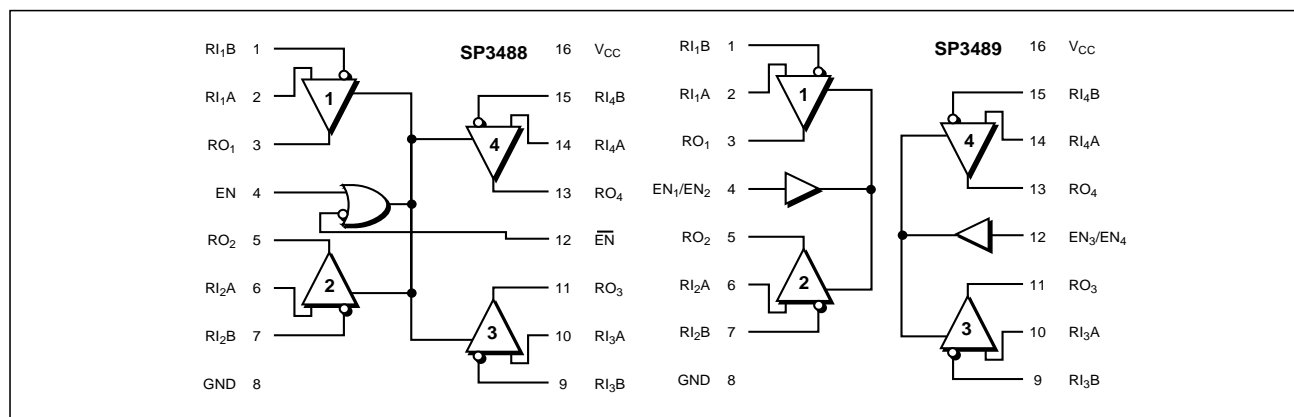 SP3488
RI₁B 1
RI₁A 2
RO₁ 3
EN 4
RO₂ 5
RI₂A 6
RI₂B 7
GND 8
16 V_CC
15 RI₄B
14 RI₄A
13 RO₄
12 E̅N̅
11 RO₃
10 RI₃A
9 RI₃B
1
2
3
4
SP3489
RI₁B 1
RI₁A 2
RO₁ 3
EN₁/EN₂ 4
RO₂ 5
RI₂A 6
RI₂B 7
GND 8
16 V_CC
15 RI₄B
14 RI₄A
13 RO₄
12 EN₃/EN₄
11 RO₃
10 RI₃A
9 RI₃B
1
2
3
4